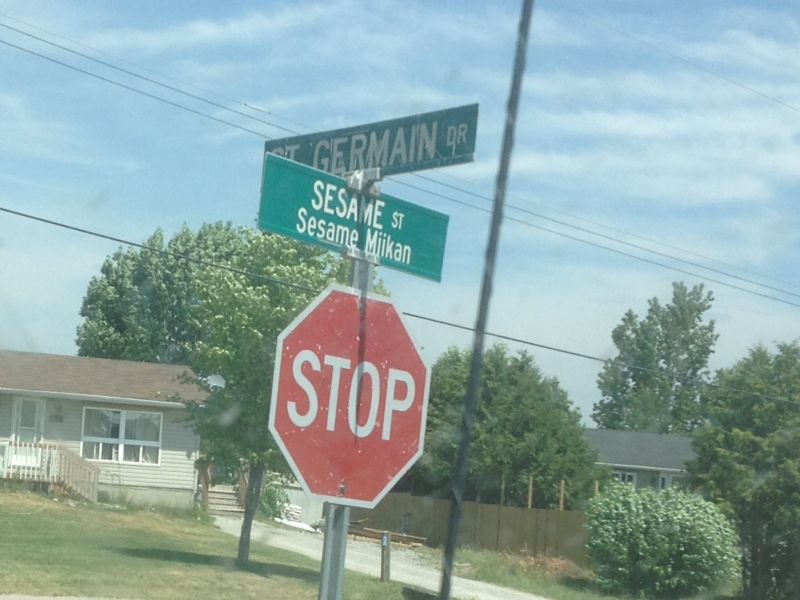 ST GERMAIN DR
SESAME ST
Sesame Miikan
STOP